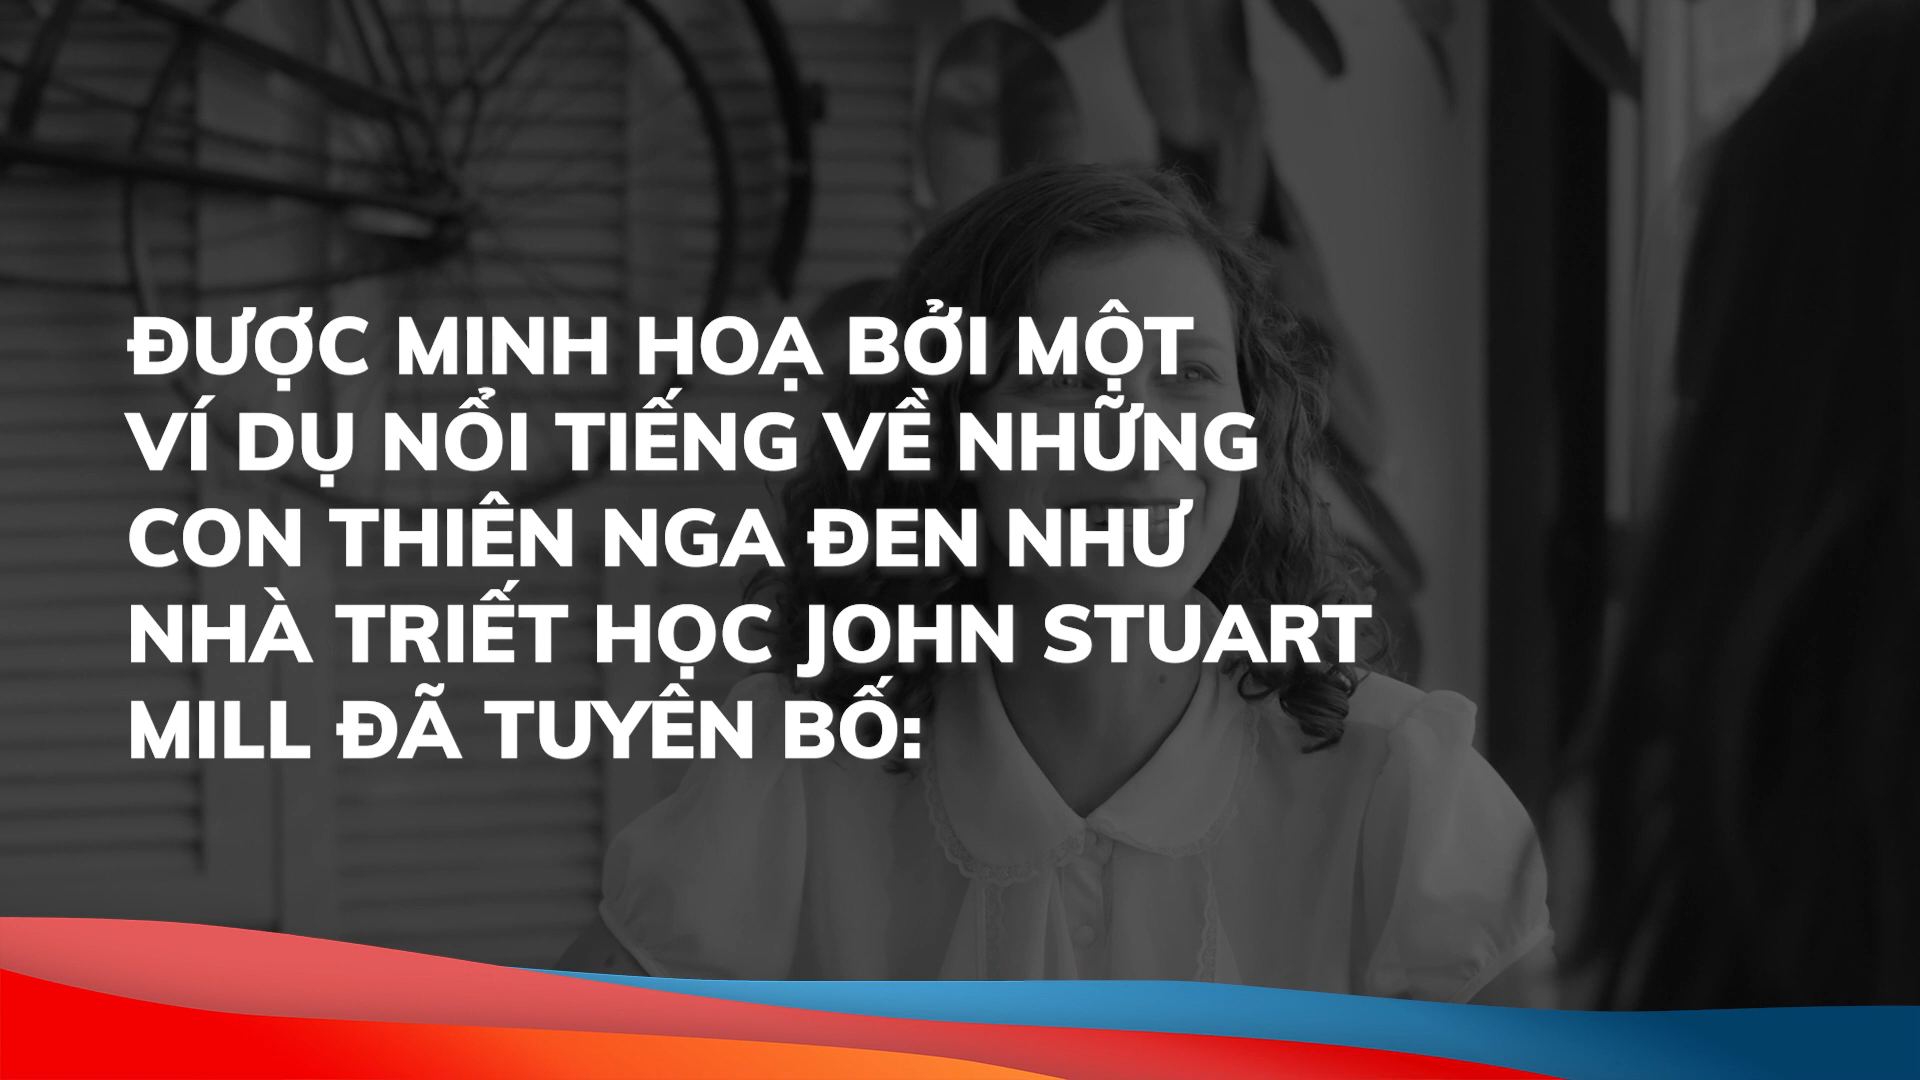 ĐƯỢC MINH HOẠ BỞI MỘT
VÍ DỤ NỔI TIẾNG VỀ NHỮNG
CON THIÊN NGA ĐEN NHƯ
NHÀ TRIẾT HỌC JOHN STUART
MILL ĐÃ TUYÊN BỐ: